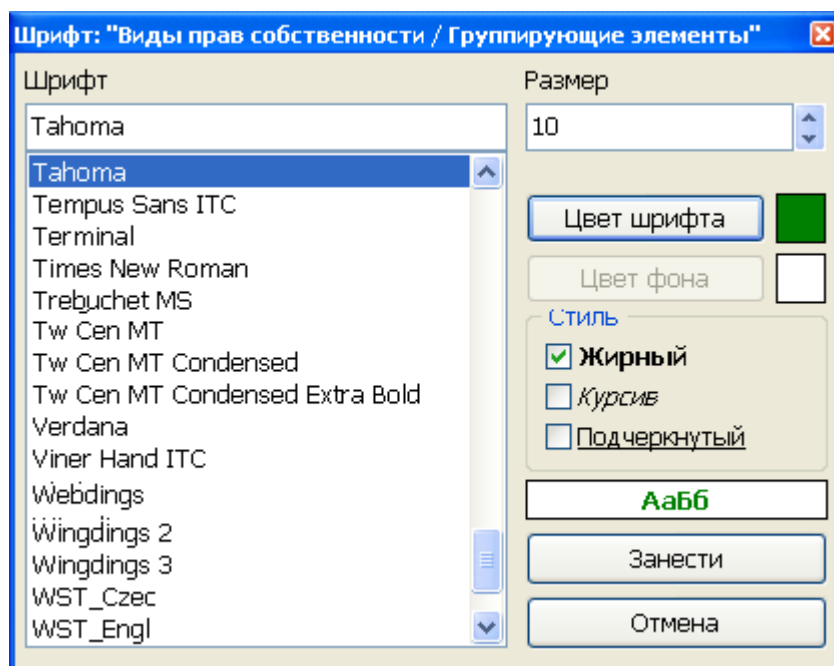 Шрифт: "Виды прав собственности / Группирующие элементы"
Шрифт
Tahoma
Tahoma
Tempus Sans ITC
Terminal
Times New Roman
Trebuchet MS
Tw Cen MT
Tw Cen MT Condensed
Tw Cen MT Condensed Extra Bold
Verdana
Viner Hand ITC
Webdings
Wingdings 2
Wingdings 3
WST_Czec
WST_Engl
Размер
10
Цвет шрифта
Цвет фона
Стиль
Жирный
Курсив
Подчеркнутый
АаБб
Занести
Отмена